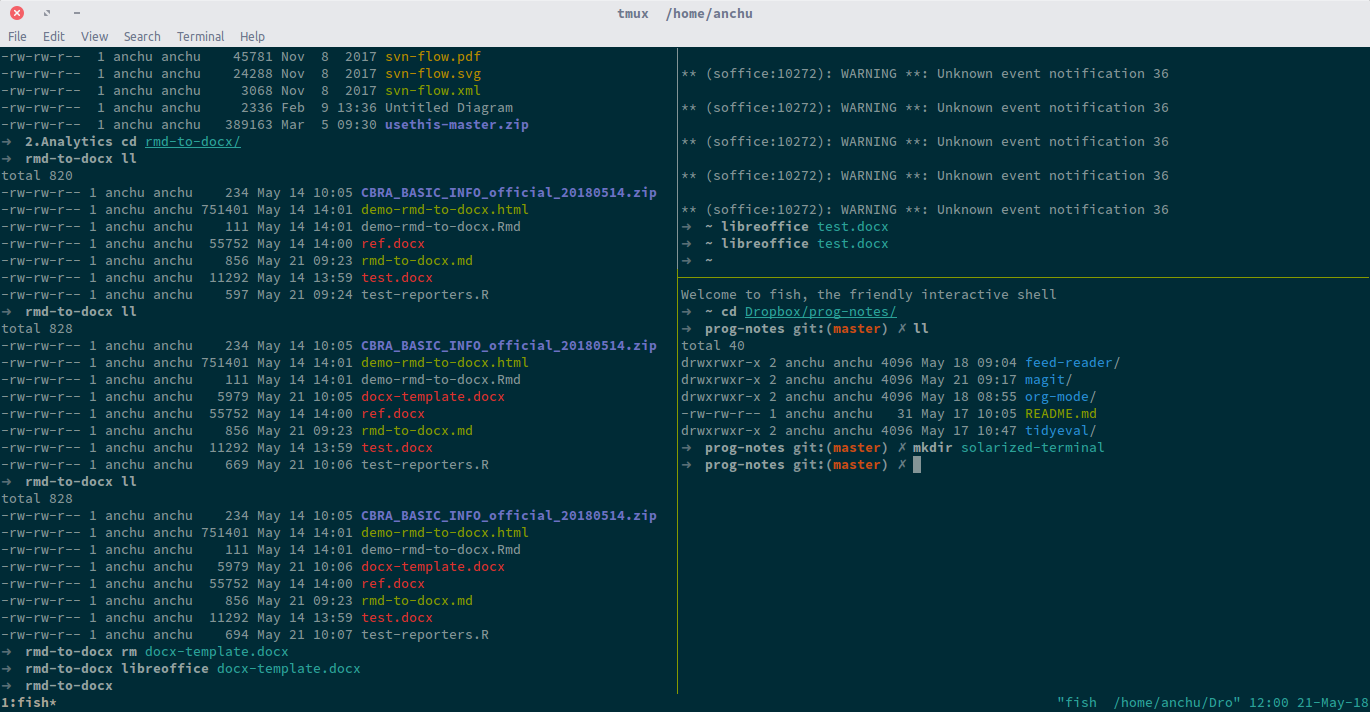 tmux  /home/anchu
File Edit View Search Terminal Help
-rw-rw-r--  1 anchu anchu    45781 Nov  8  2017 svn-flow.pdf
-rw-rw-r--  1 anchu anchu    24288 Nov  8  2017 svn-flow.svg
-rw-rw-r--  1 anchu anchu     3068 Nov  8  2017 svn-flow.xml
-rw-rw-r--  1 anchu anchu     2336 Feb  9 13:36 Untitled Diagram
-rw-rw-r--  1 anchu anchu   389163 Mar  5 09:30 usethis-master.zip
➜  2.Analytics cd rmd-to-docx/
➜  rmd-to-docx ll
total 820
-rw-rw-r-- 1 anchu anchu    234 May 14 10:05 CBRA_BASIC_INFO_official_20180514.zip
-rw-rw-r-- 1 anchu anchu 751401 May 14 14:01 demo-rmd-to-docx.html
-rw-rw-r-- 1 anchu anchu    111 May 14 14:01 demo-rmd-to-docx.Rmd
-rw-rw-r-- 1 anchu anchu  55752 May 14 14:00 ref.docx
-rw-rw-r-- 1 anchu anchu    856 May 21 09:23 rmd-to-docx.md
-rw-rw-r-- 1 anchu anchu  11292 May 14 13:59 test.docx
-rw-rw-r-- 1 anchu anchu    597 May 21 09:24 test-reporters.R
➜  rmd-to-docx ll
total 828
-rw-rw-r-- 1 anchu anchu    234 May 14 10:05 CBRA_BASIC_INFO_official_20180514.zip
-rw-rw-r-- 1 anchu anchu 751401 May 14 14:01 demo-rmd-to-docx.html
-rw-rw-r-- 1 anchu anchu    111 May 14 14:01 demo-rmd-to-docx.Rmd
-rw-rw-r-- 1 anchu anchu   5979 May 21 10:05 docx-template.docx
-rw-rw-r-- 1 anchu anchu  55752 May 14 14:00 ref.docx
-rw-rw-r-- 1 anchu anchu    856 May 21 09:23 rmd-to-docx.md
-rw-rw-r-- 1 anchu anchu  11292 May 14 13:59 test.docx
-rw-rw-r-- 1 anchu anchu    669 May 21 10:06 test-reporters.R
➜  rmd-to-docx ll
total 828
-rw-rw-r-- 1 anchu anchu    234 May 14 10:05 CBRA_BASIC_INFO_official_20180514.zip
-rw-rw-r-- 1 anchu anchu 751401 May 14 14:01 demo-rmd-to-docx.html
-rw-rw-r-- 1 anchu anchu    111 May 14 14:01 demo-rmd-to-docx.Rmd
-rw-rw-r-- 1 anchu anchu   5979 May 21 10:06 docx-template.docx
-rw-rw-r-- 1 anchu anchu  55752 May 14 14:00 ref.docx
-rw-rw-r-- 1 anchu anchu    856 May 21 09:23 rmd-to-docx.md
-rw-rw-r-- 1 anchu anchu  11292 May 14 13:59 test.docx
-rw-rw-r-- 1 anchu anchu    694 May 21 10:07 test-reporters.R
➜  rmd-to-docx rm docx-template.docx
➜  rmd-to-docx libreoffice docx-template.docx
➜  rmd-to-docx
** (soffice:10272): WARNING **: Unknown event notification 36
** (soffice:10272): WARNING **: Unknown event notification 36
** (soffice:10272): WARNING **: Unknown event notification 36
** (soffice:10272): WARNING **: Unknown event notification 36
** (soffice:10272): WARNING **: Unknown event notification 36
➜  ~ libreoffice test.docx
➜  ~ libreoffice test.docx
➜  ~
Welcome to fish, the friendly interactive shell
➜  ~ cd Dropbox/prog-notes/
➜  prog-notes git:(master) ✗ ll
total 40
drwxrwxr-x 2 anchu anchu 4096 May 18 09:04 feed-reader/
drwxrwxr-x 2 anchu anchu 4096 May 21 09:17 magit/
drwxrwxr-x 2 anchu anchu 4096 May 18 08:55 org-mode/
-rw-rw-r-- 1 anchu anchu   31 May 17 10:05 README.md
drwxrwxr-x 2 anchu anchu 4096 May 17 10:47 tidyeval/
➜  prog-notes git:(master) ✗ mkdir solarized-terminal
➜  prog-notes git:(master) ✗
1:fish*
"fish  /home/anchu/Dro" 12:00 21-May-18